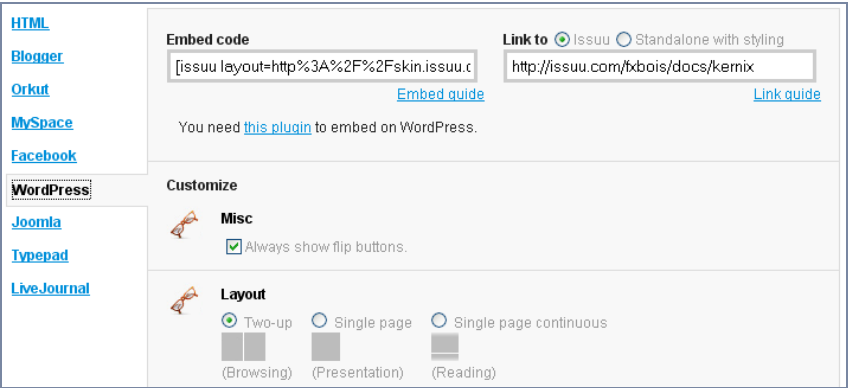 HTML
Blogger
Orkut
MySpace
Facebook
WordPress
Joomla
Typepad
LiveJournal
Embed code
[issuu layout=http%3A%2F%2Fskin.issuu.c
Embed guide
Link to Issuu Standalone with styling
http://issuu.com/fxbois/docs/kernix
Link guide
You need this plugin to embed on WordPress.
Customize
Misc
Always show flip buttons.
Layout
Two-up Single page Single page continuous
(Browsing) (Presentation) (Reading)